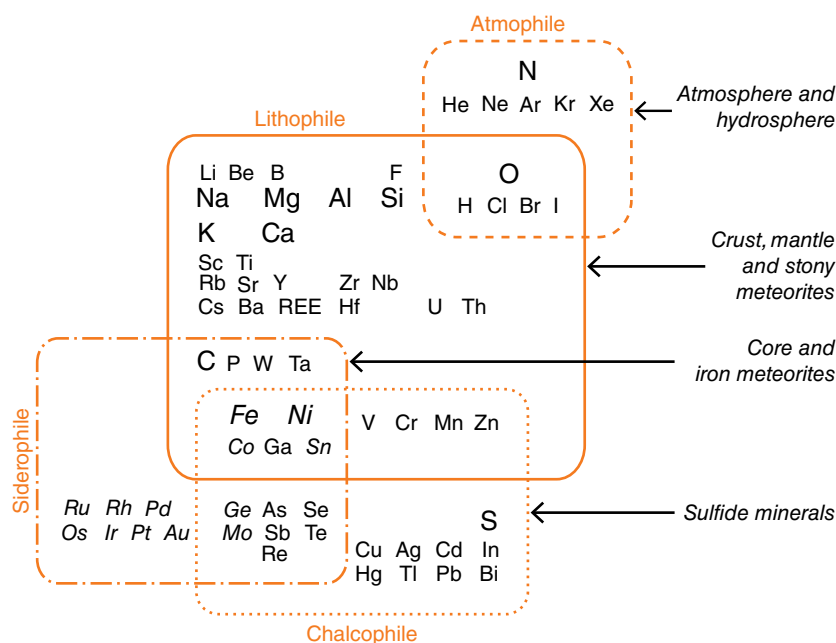 Atmophile
N
He Ne Ar Kr Xe
Atmosphere and
hydrosphere
Lithophile
Li Be B F
O
Na Mg Al Si
H Cl Br I
K Ca
Sc Ti
Rb Sr Y Zr Nb
Cs Ba REE Hf U Th
Crust, mantle
and stony
meteorites
C P W Ta
Core and
iron meteorites
Fe Ni
V Cr Mn Zn
Co Ga Sn
Siderophile
Ru Rh Pd
Os Ir Pt Au
Ge As Se
Mo Sb Te
Re
S
Cu Ag Cd In
Hg Tl Pb Bi
Sulfide minerals
Chalcophile